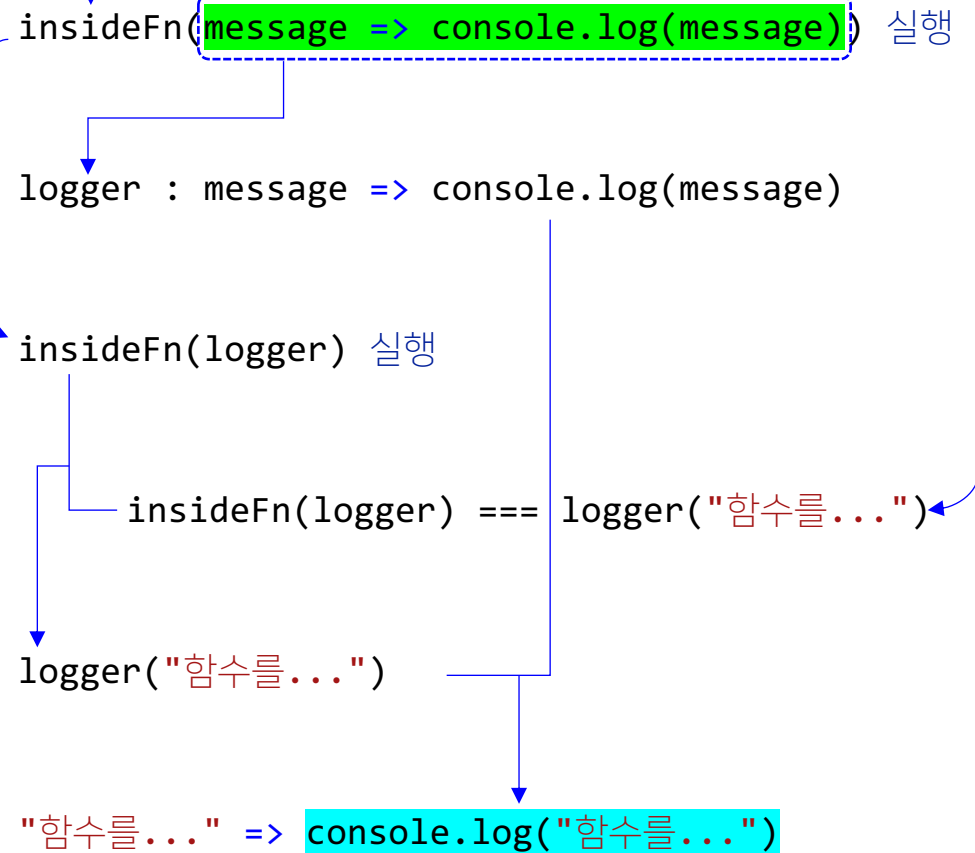 insideFn(message => console.log(message)) 실행
logger : message => console.log(message)
insideFn(logger) 실행
insideFn(logger) === logger("함수를...")
logger("함수를...")
"함수를..." => console.log("함수를...")